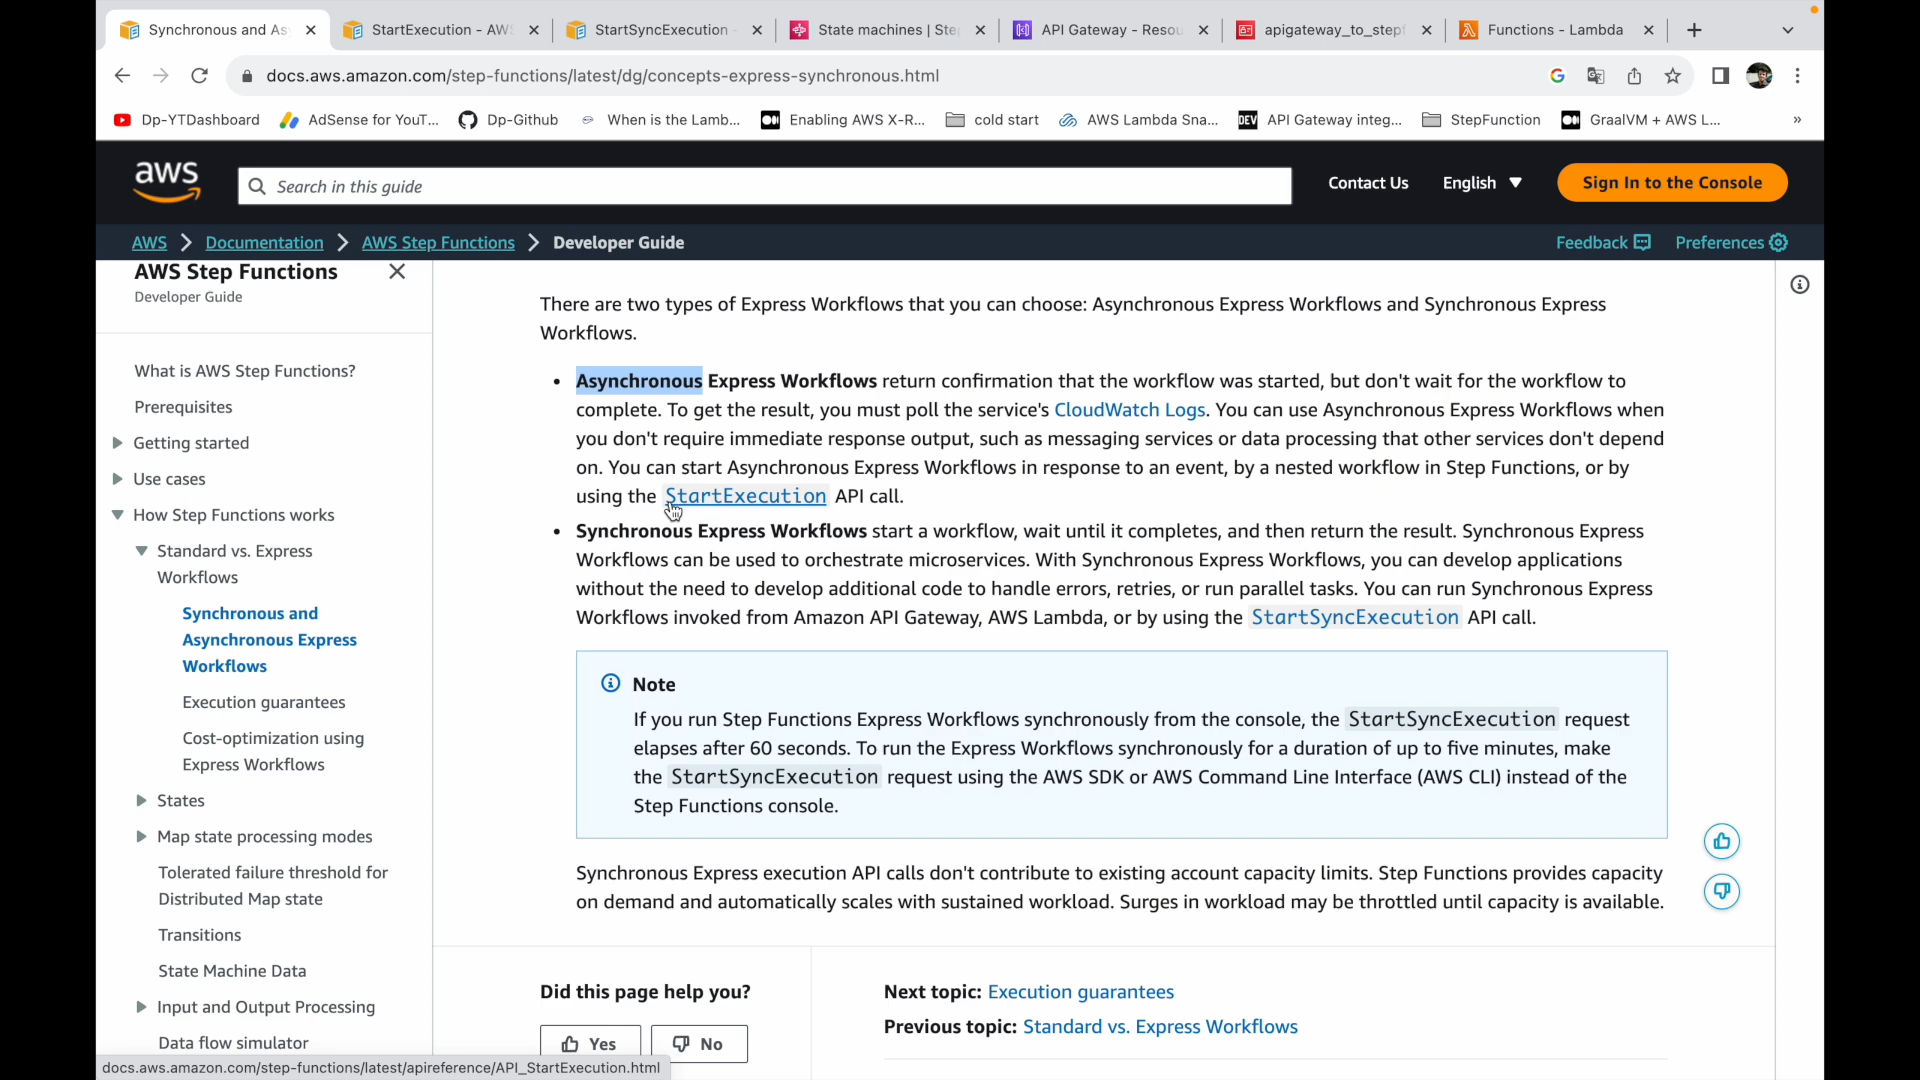 Synchronous and As
StartExecution - AWS
StartSyncExecution -
State machines | Step
API Gateway - Resou
apigateway_to_stepf
Functions - Lambda
docs.aws.amazon.com/step-functions/latest/dg/concepts-express-synchronous.html
Dp-YTDashboard
AdSense for YouT...
Dp-Github
When is the Lamb...
Enabling AWS X-R...
cold start
AWS Lambda Sna...
DEV
API Gateway integ...
StepFunction
GraalVM + AWS L...
»
aws
Search in this guide
Contact Us
English
Sign In to the Console
AWS
Documentation
AWS Step Functions
Developer Guide
Feedback
Preferences
AWS Step Functions
Developer Guide
What is AWS Step Functions?
Prerequisites
Getting started
Use cases
How Step Functions works
Standard vs. Express
Workflows
Synchronous and
Asynchronous Express
Workflows
Execution guarantees
Cost-optimization using
Express Workflows
States
Map state processing modes
Tolerated failure threshold for
Distributed Map state
Transitions
State Machine Data
Input and Output Processing
Data flow simulator
There are two types of Express Workflows that you can choose: Asynchronous Express Workflows and Synchronous Express
Workflows.
• Asynchronous Express Workflows return confirmation that the workflow was started, but don't wait for the workflow to
complete. To get the result, you must poll the service's CloudWatch Logs. You can use Asynchronous Express Workflows when
you don't require immediate response output, such as messaging services or data processing that other services don't depend
on. You can start Asynchronous Express Workflows in response to an event, by a nested workflow in Step Functions, or by
using the StartExecution API call.
• Synchronous Express Workflows start a workflow, wait until it completes, and then return the result. Synchronous Express
Workflows can be used to orchestrate microservices. With Synchronous Express Workflows, you can develop applications
without the need to develop additional code to handle errors, retries, or run parallel tasks. You can run Synchronous Express
Workflows invoked from Amazon API Gateway, AWS Lambda, or by using the StartSyncExecution API call.
Note
If you run Step Functions Express Workflows synchronously from the console, the StartSyncExecution request
elapses after 60 seconds. To run the Express Workflows synchronously for a duration of up to five minutes, make
the StartSyncExecution request using the AWS SDK or AWS Command Line Interface (AWS CLI) instead of the
Step Functions console.
Synchronous Express execution API calls don't contribute to existing account capacity limits. Step Functions provides capacity
on demand and automatically scales with sustained workload. Surges in workload may be throttled until capacity is available.
Did this page help you?
Yes
No
Next topic: Execution guarantees
Previous topic: Standard vs. Express Workflows
docs.aws.amazon.com/step-functions/latest/apireference/API_StartExecution.html